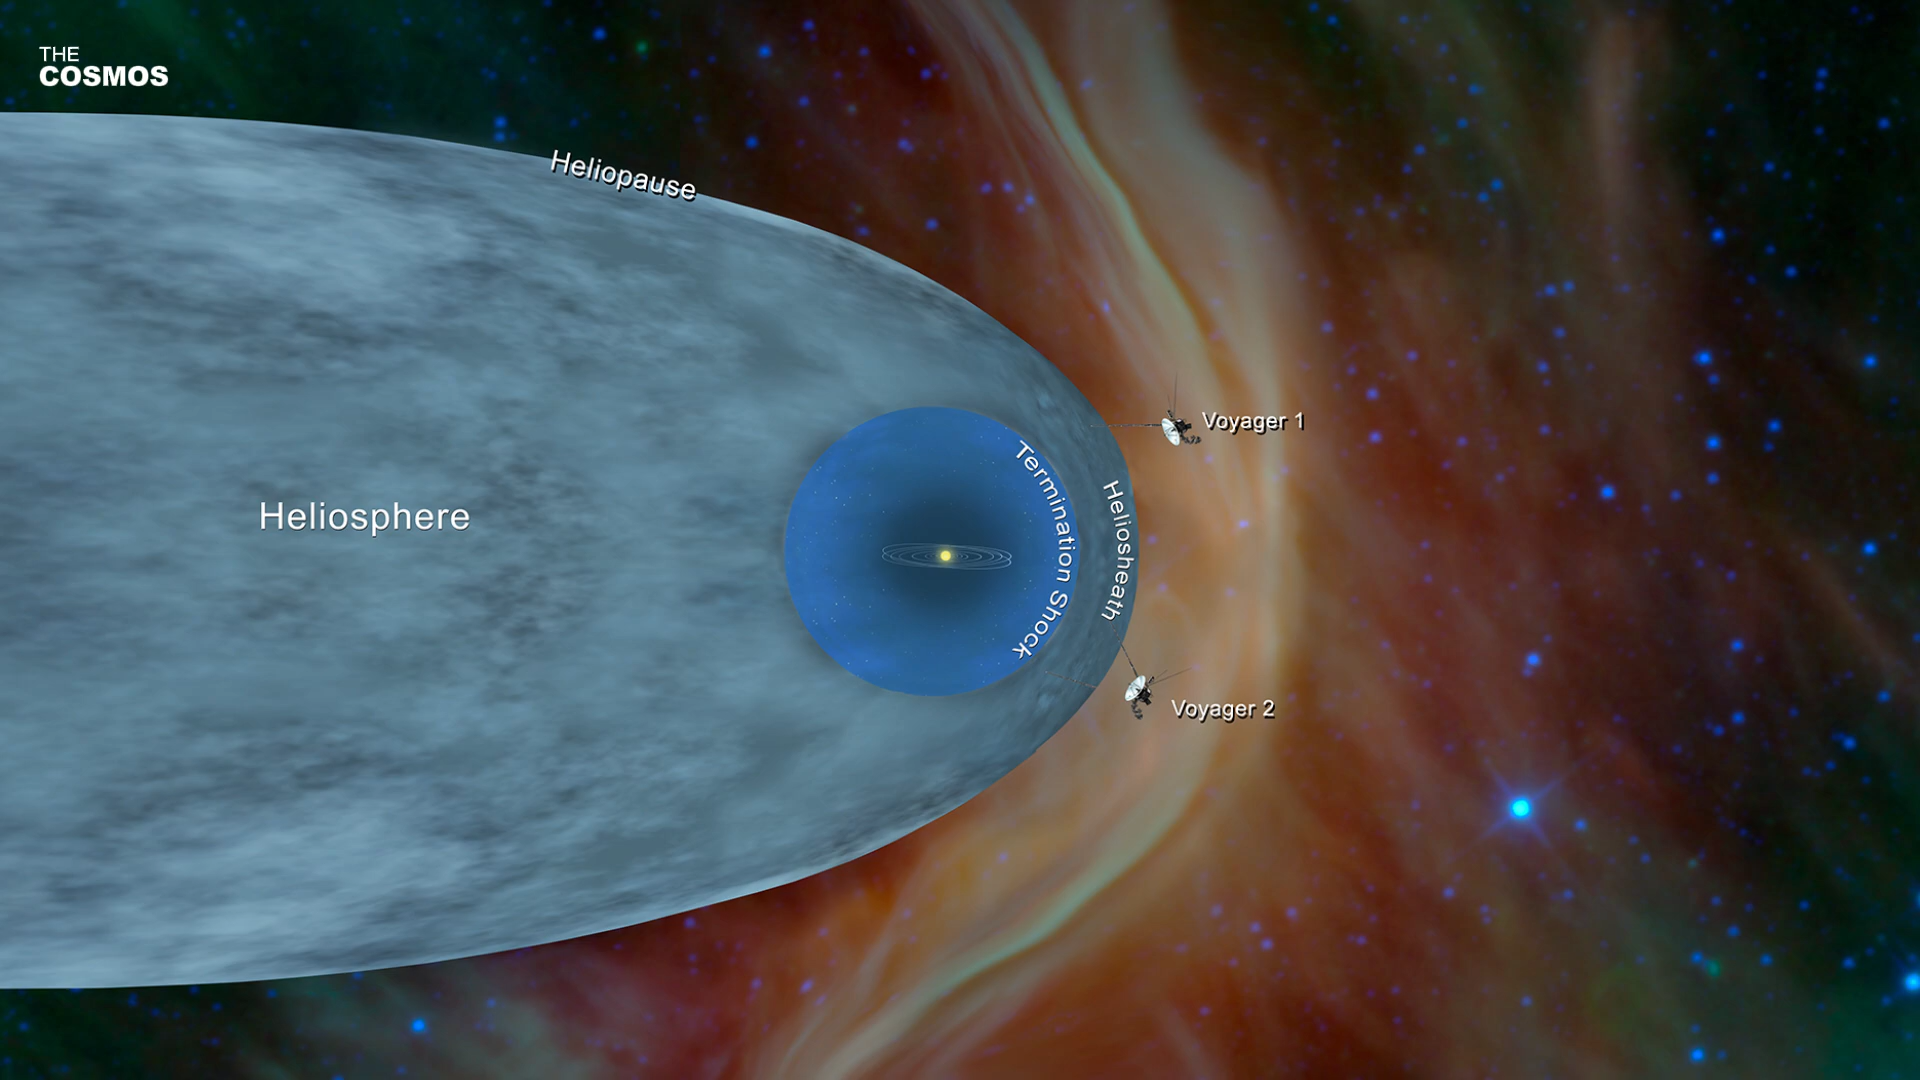 THE
COSMOS
Heliopause
Voyager 1
Heliosphere
Termination Shock
Heliosheath
Voyager 2